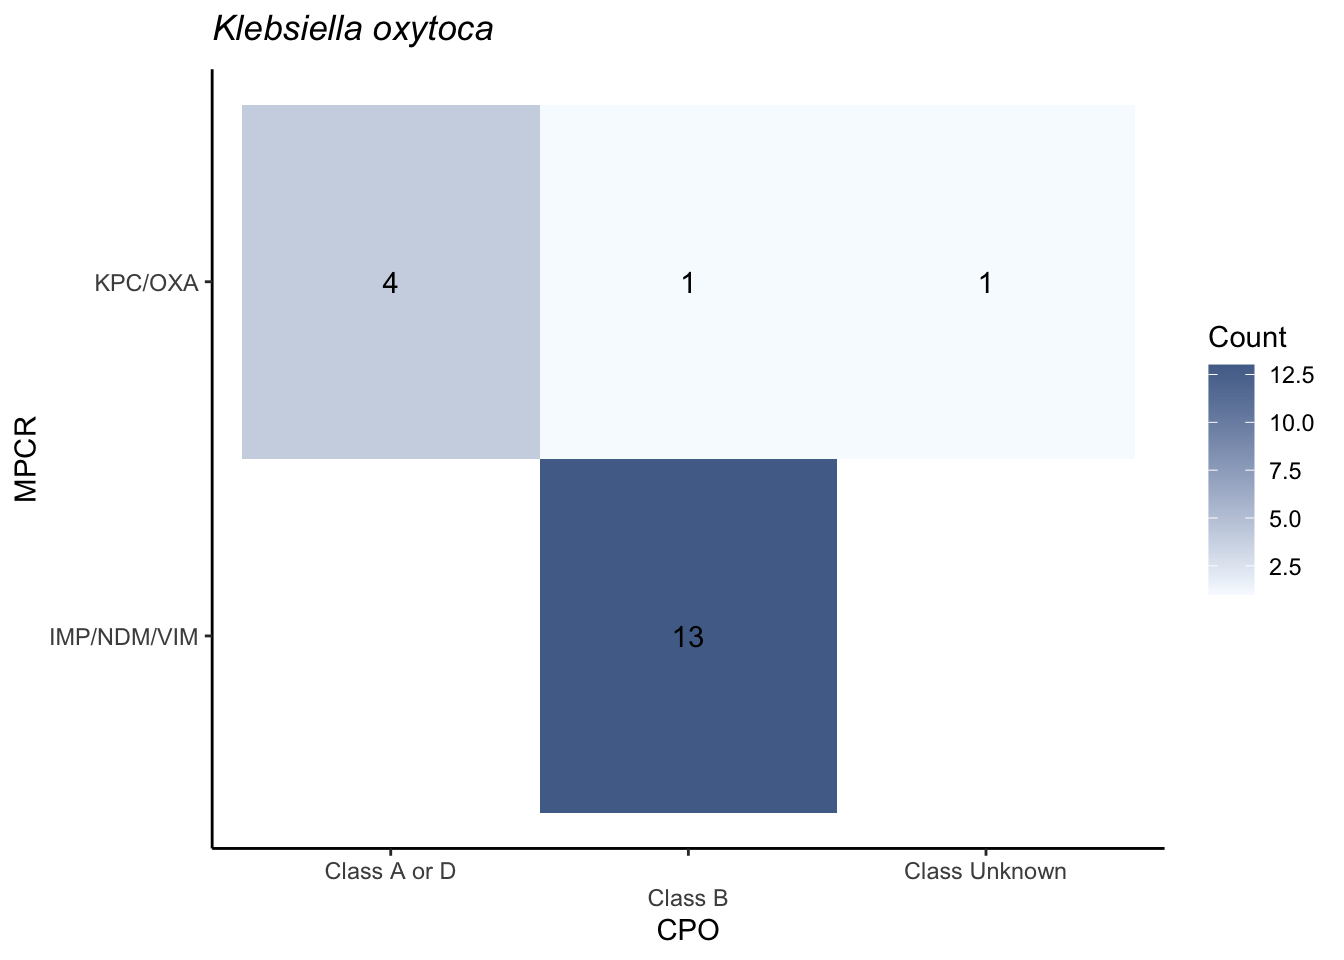 Klebsiella oxytoca
MPCR
KPC/OXA
IMP/NDM/VIM
4
1
1
13
Class A or D
Class B
Class Unknown
CPO
Count
12.5
10.0
7.5
5.0
2.5